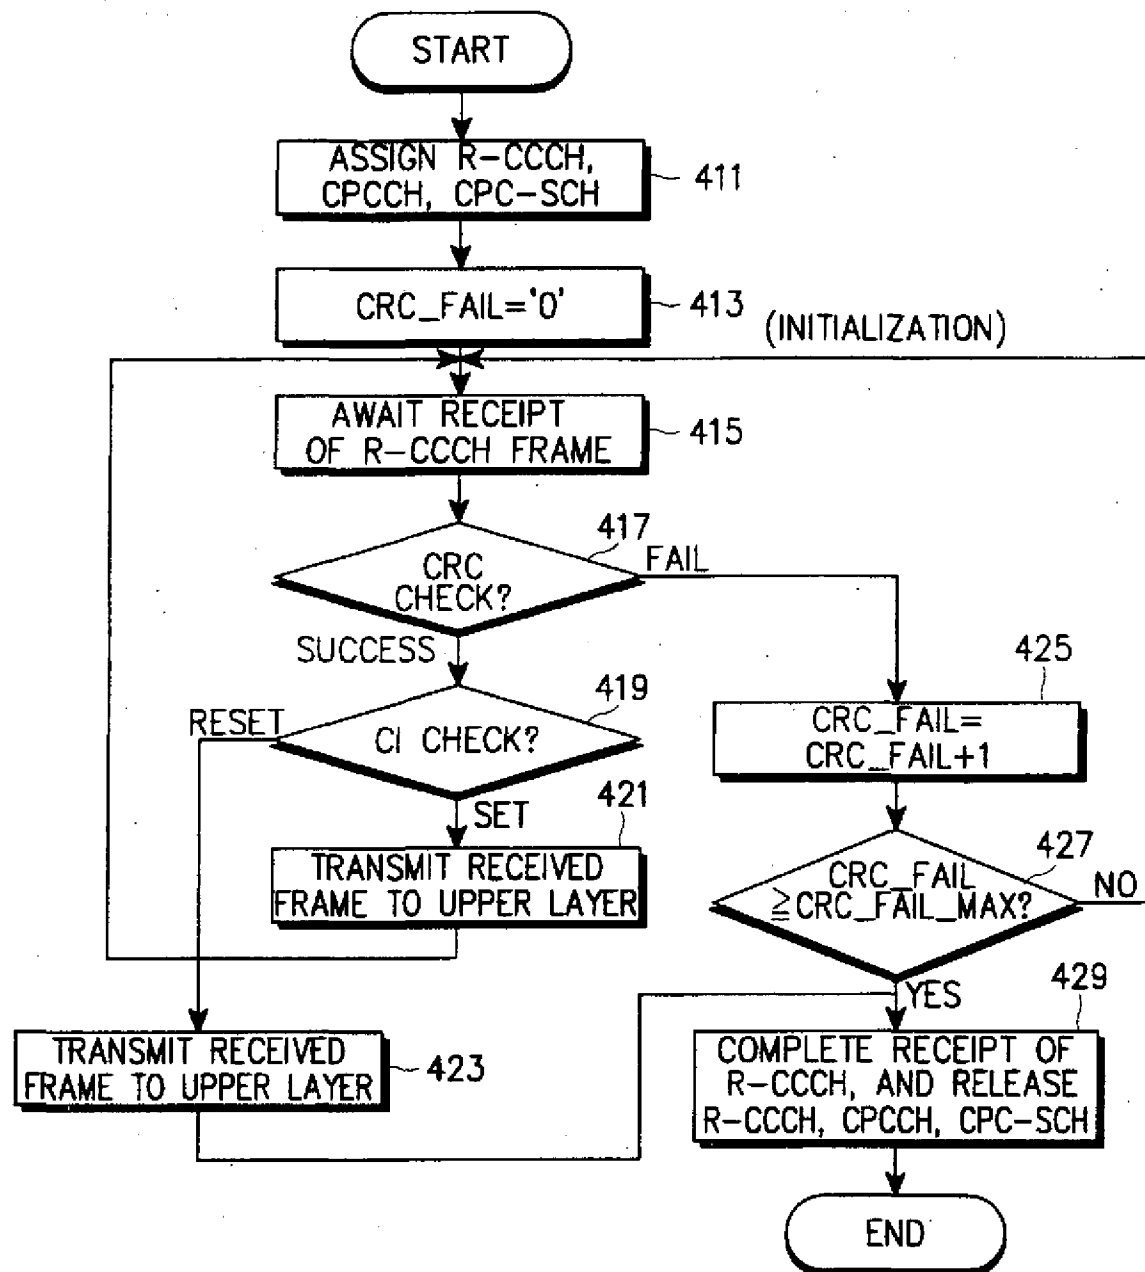 START
ASSIGN R-CCCH,
CPCCH, CPC-SCH
411
CRC_FAIL='0'
413
(INITIALIZATION)
AWAIT RECEIPT
OF R-CCCH FRAME
415
417
CRC
CHECK?
FAIL
SUCCESS
419
RESET
CI CHECK?
425
CRC_FAIL=
CRC_FAIL+1
SET
421
TRANSMIT RECEIVED
FRAME TO UPPER LAYER
427
CRC_FAIL
≧CRC_FAIL_MAX?
NO
YES
429
TRANSMIT RECEIVED
FRAME TO UPPER LAYER
423
COMPLETE RECEIPT OF
R-CCCH, AND RELEASE
R-CCCH, CPCCH, CPC-SCH
END